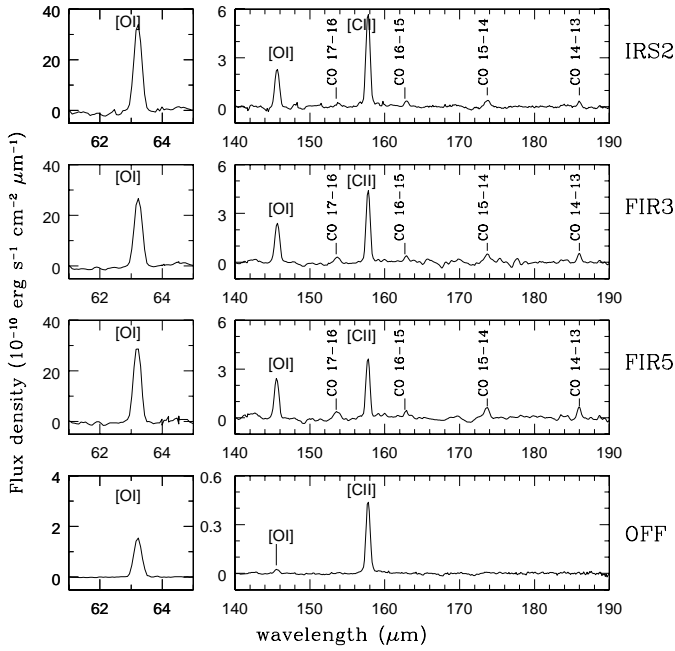 Flux density (10⁻¹⁰ erg s⁻¹ cm⁻² μm⁻¹)
40
20
0
[OI]
62 64
6
3
0
[OI]
CO 17-16
[CII]
CO 16-15
CO 15-14
CO 14-13
140 150 160 170 180 190
IRS2
40
20
0
[OI]
62 64
6
3
0
[OI]
CO 17-16
[CII]
CO 16-15
CO 15-14
CO 14-13
140 150 160 170 180 190
FIR3
40
20
0
[OI]
62 64
6
3
0
[OI]
CO 17-16
[CII]
CO 16-15
CO 15-14
CO 14-13
140 150 160 170 180 190
FIR5
4
2
0
[OI]
62 64
0.6
0.3
0
[OI]
[CII]
140 150 160 170 180 190
OFF
wavelength (μm)